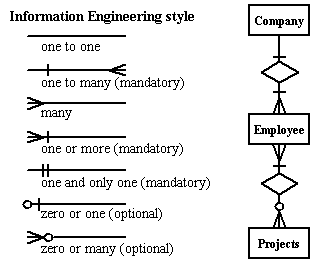 Information Engineering style
one to one
one to many (mandatory)
many
one or more (mandatory)
one and only one (mandatory)
zero or one (optional)
zero or many (optional)
Company
Employee
Projects